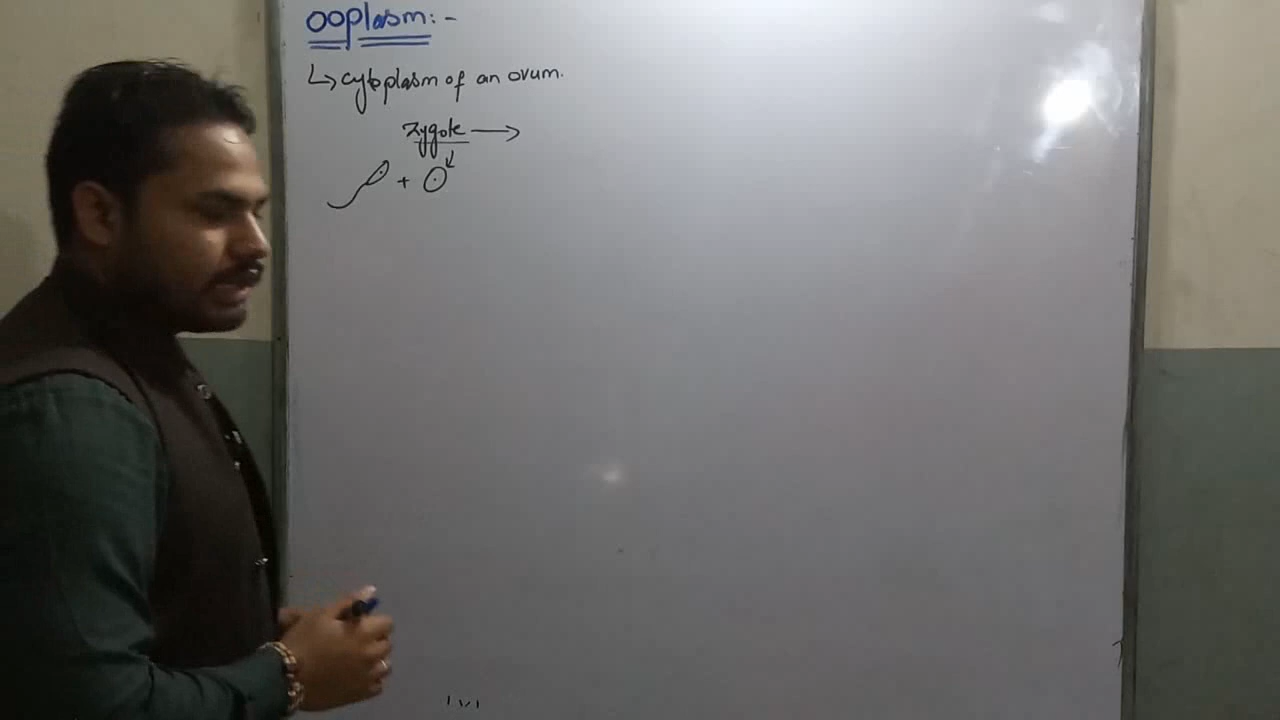 Ooplasm:-
↳ cytoplasm of an ovum.
Zygote →
+